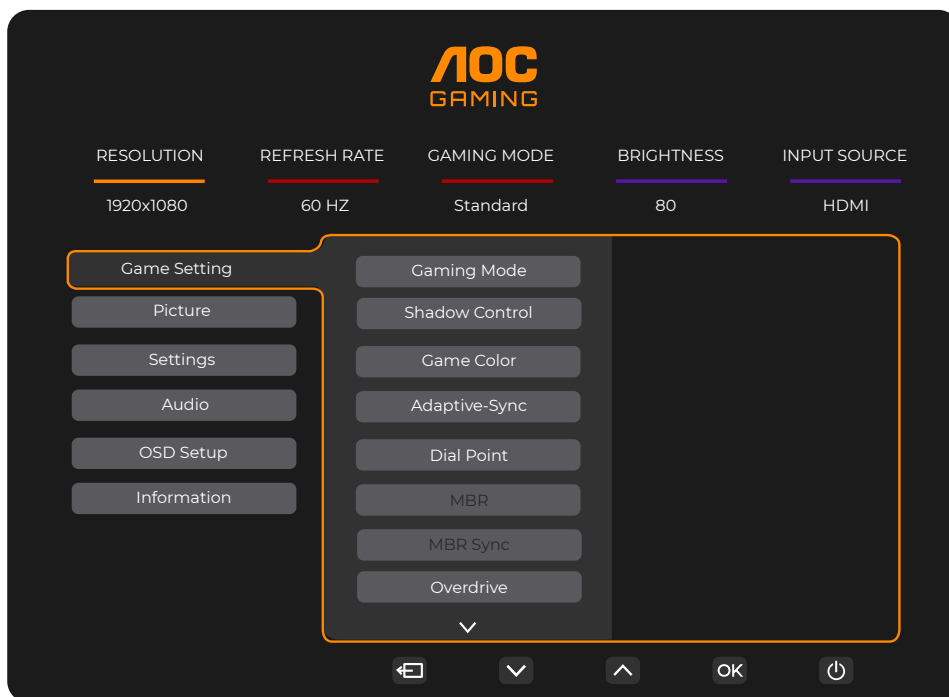 AOC
GAMING
RESOLUTION REFRESH RATE GAMING MODE BRIGHTNESS INPUT SOURCE
1920x1080 60 HZ Standard 80 HDMI
Game Setting
Picture
Settings
Audio
OSD Setup
Information
Gaming Mode
Shadow Control
Game Color
Adaptive-Sync
Dial Point
MBR
MBR Sync
Overdrive
OK